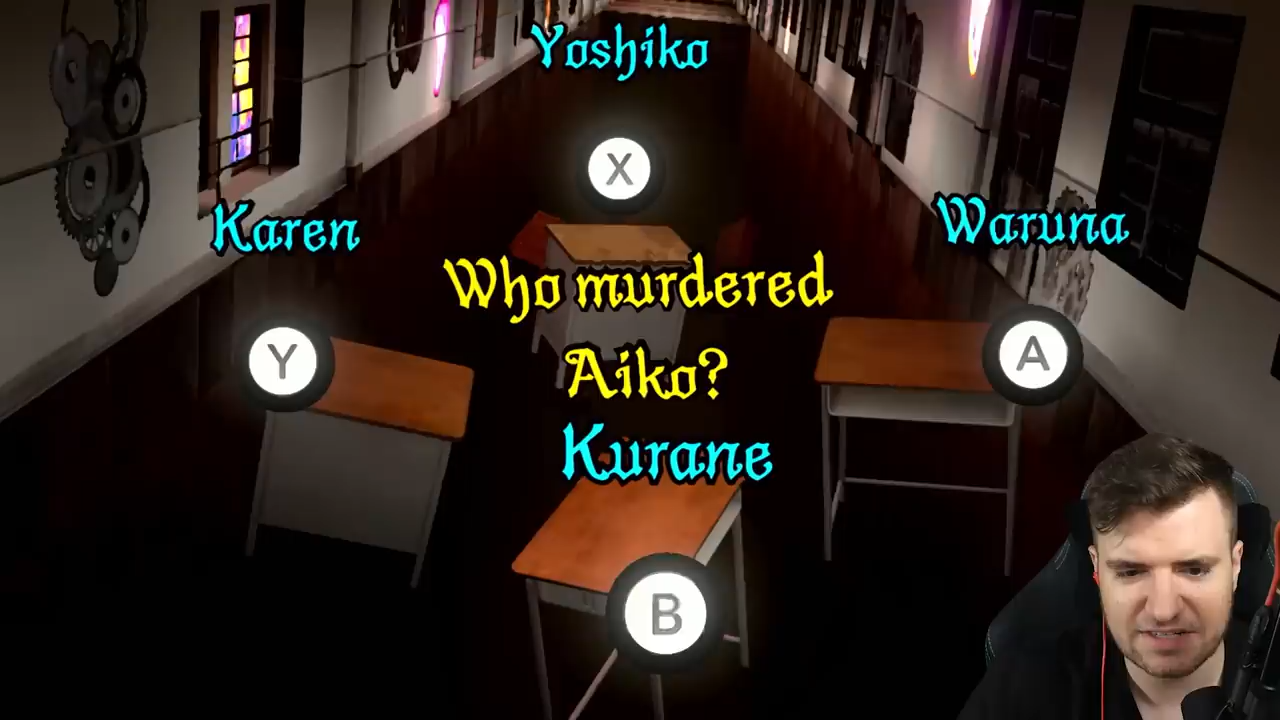 Yoshiko
X
Karen
Waruna
Who murdered
Aiko?
Y
A
Kurane
B